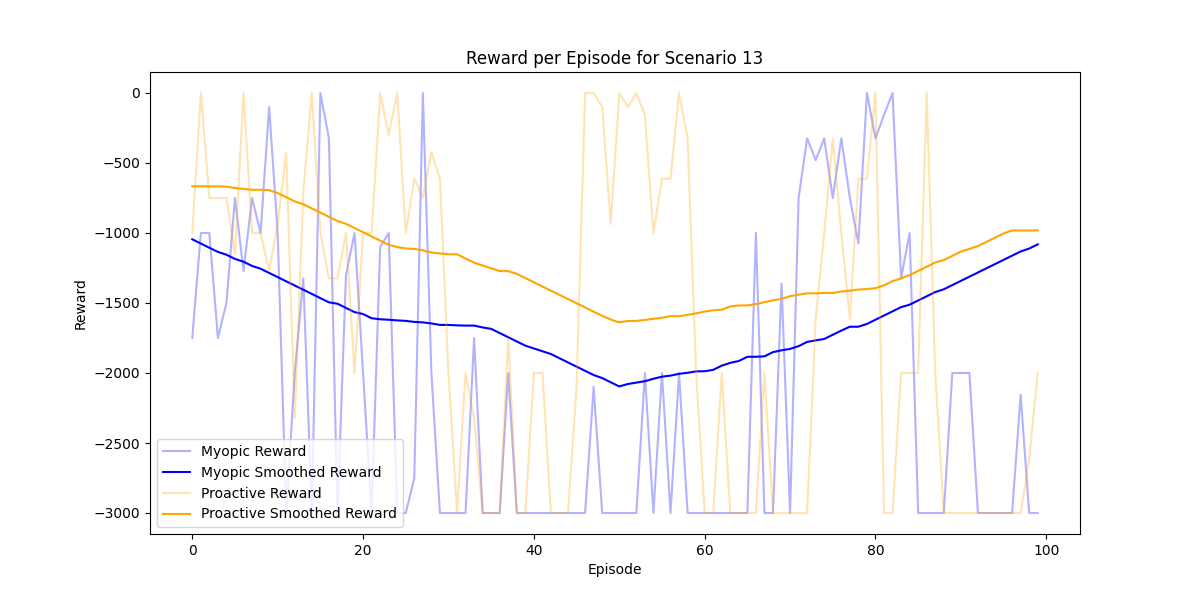 Reward per Episode for Scenario 13
Reward
0
−500
−1000
−1500
−2000
−2500
−3000
Myopic Reward
Myopic Smoothed Reward
Proactive Reward
Proactive Smoothed Reward
0 20 40 60 80 100
Episode